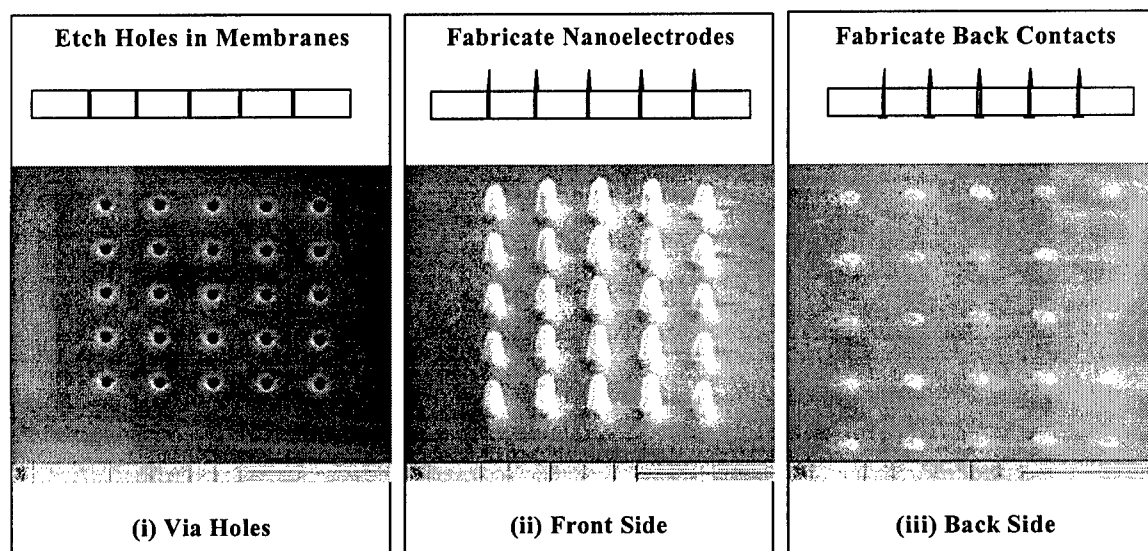 Etch Holes in Membranes
Fabricate Nanoelectrodes
Fabricate Back Contacts
(i) Via Holes
(ii) Front Side
(iii) Back Side